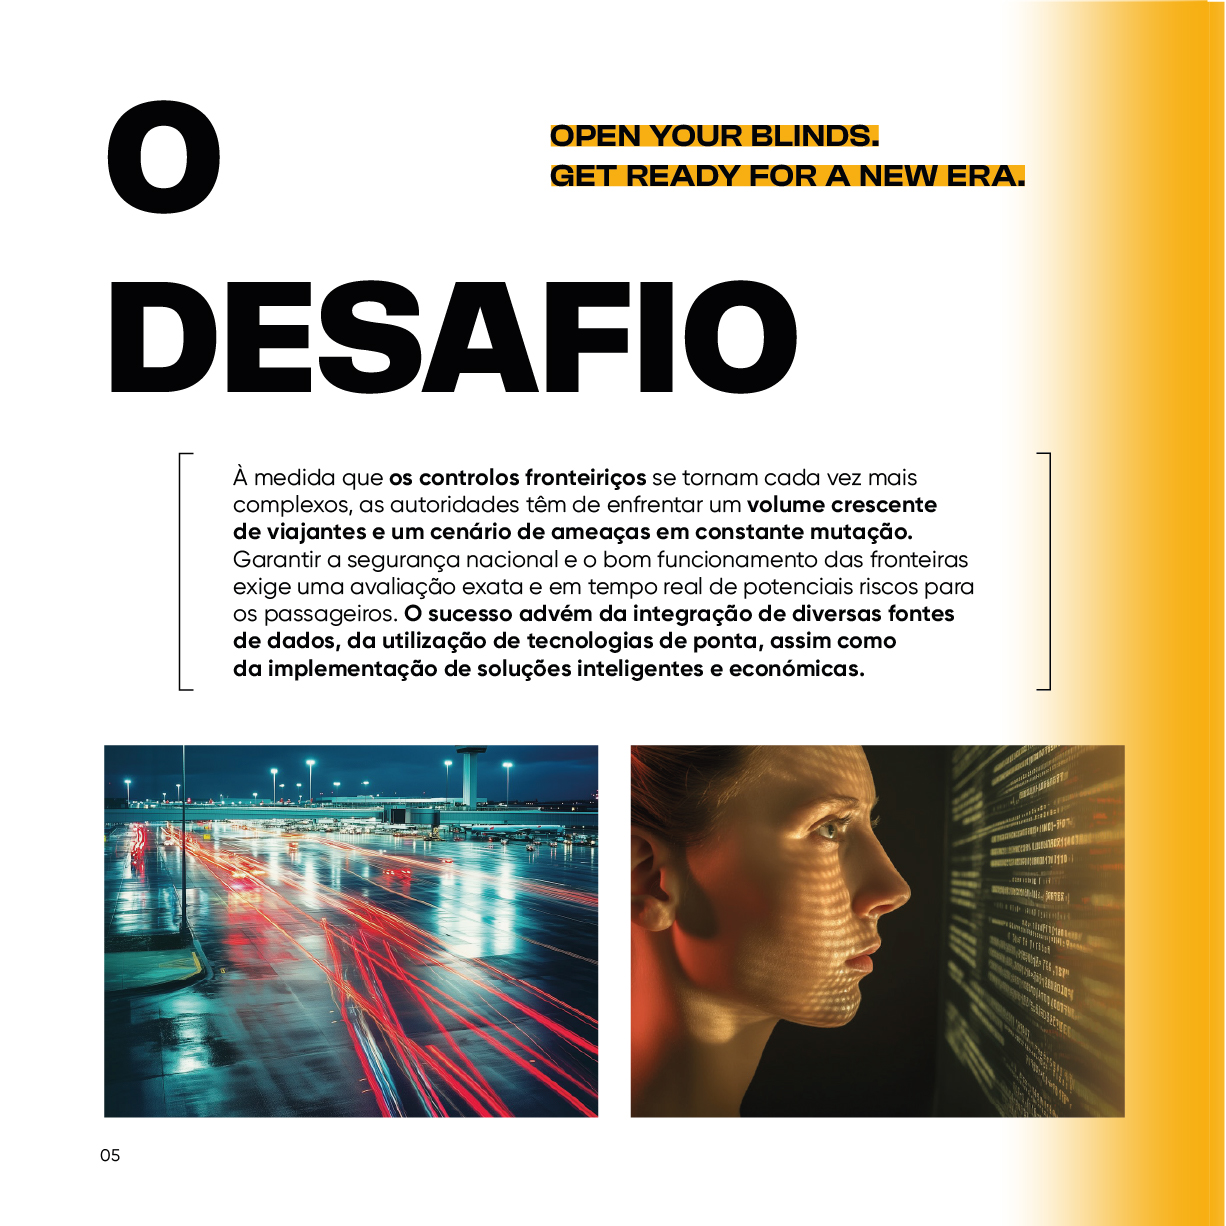 O
OPEN YOUR BLINDS.
GET READY FOR A NEW ERA.
DESAFIO
À medida que os controlos fronteiriços se tornam cada vez mais
complexos, as autoridades têm de enfrentar um volume crescente
de viajantes e um cenário de ameaças em constante mutação.
Garantir a segurança nacional e o bom funcionamento das fronteiras
exige uma avaliação exata e em tempo real de potenciais riscos para
os passageiros. O sucesso advém da integração de diversas fontes
de dados, da utilização de tecnologias de ponta, assim como
da implementação de soluções inteligentes e económicas.
05